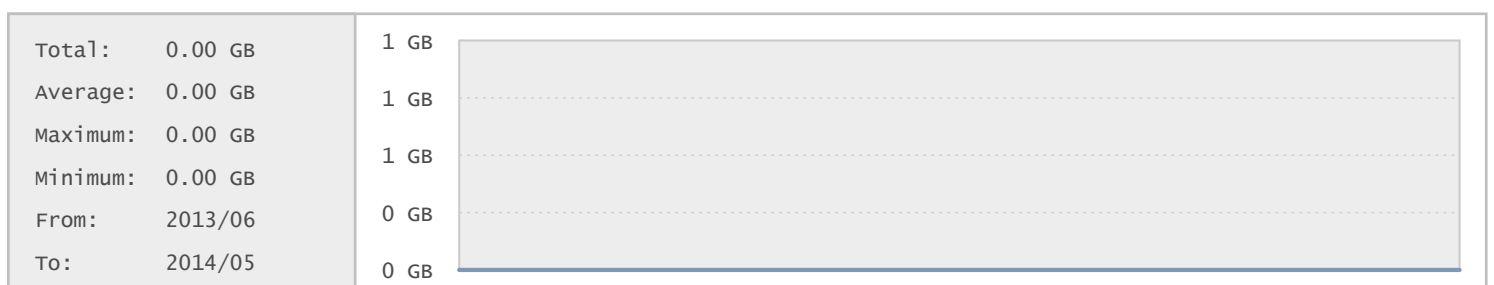 Total: 0.00 GB
Average: 0.00 GB
Maximum: 0.00 GB
Minimum: 0.00 GB
From: 2013/06
To: 2014/05
1 GB
1 GB
1 GB
0 GB
0 GB